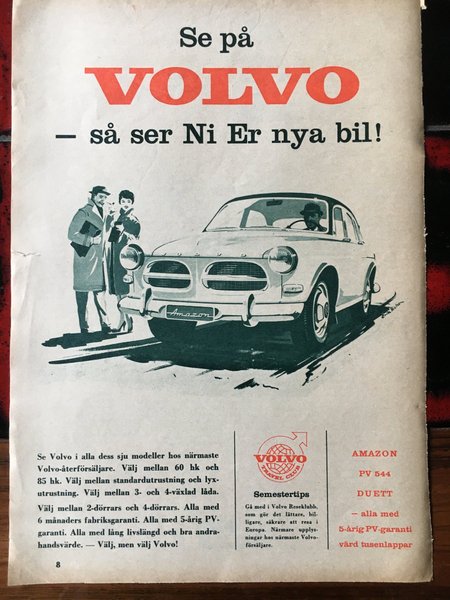 Se på
VOLVO
– så ser Ni Er nya bil!
Amazon
Se Volvo i alla dess sju modeller hos närmaste
Volvo-återförsäljare. Välj mellan 60 hk och
85 hk. Välj mellan standardutrustning och lyx-
utrustning. Välj mellan 3- och 4-växlad låda.
Välj mellan 2-dörrars och 4-dörrars. Alla med
6 månaders fabriksgaranti. Alla med 5-årig PV-
garanti. Alla med lång livslängd och bra andra-
handsvärde. — Välj, men välj Volvo!
8
VOLVO
TRAVEL CLUB
Semestertips
Gå med i Volvo Reseklubb,
som gör det lättare, bil-
ligare, säkrare att resa i
Europa. Närmare upplys-
ningar hos närmaste Volvo-
försäljare.
AMAZON
PV 544
DUETT
– alla med
5-årig PV-garanti
värd tusenlappar